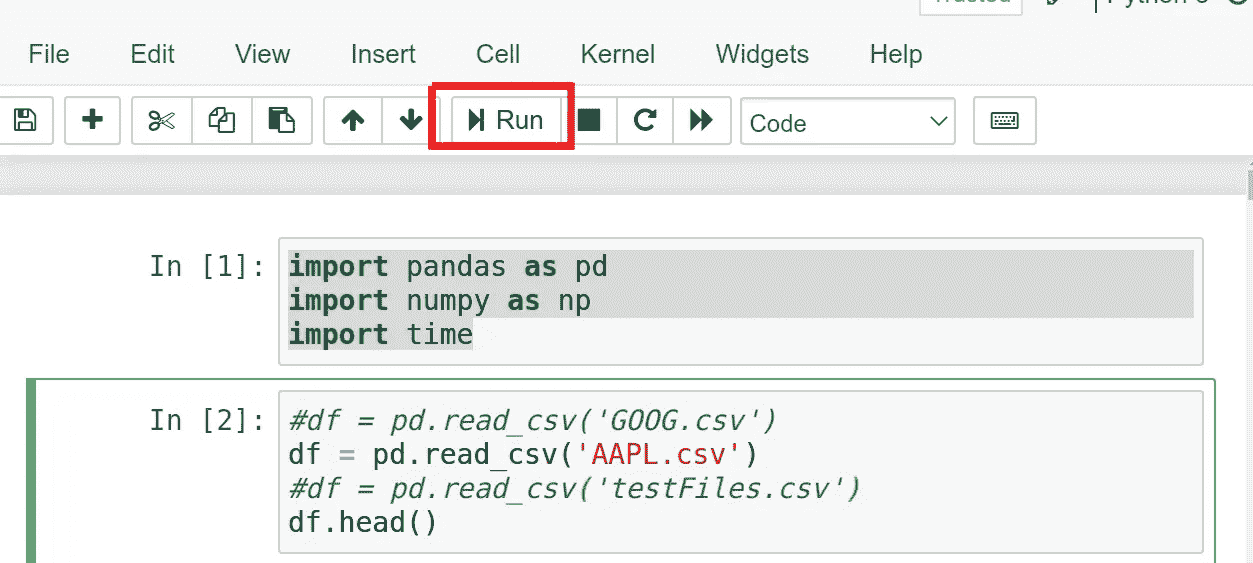 Trusted
Python 3
File Edit View Insert Cell Kernel Widgets Help
Run Code
In [1]: import pandas as pd
import numpy as np
import time
In [2]: #df = pd.read_csv('GOOG.csv')
df = pd.read_csv('AAPL.csv')
#df = pd.read_csv('testFiles.csv')
df.head()